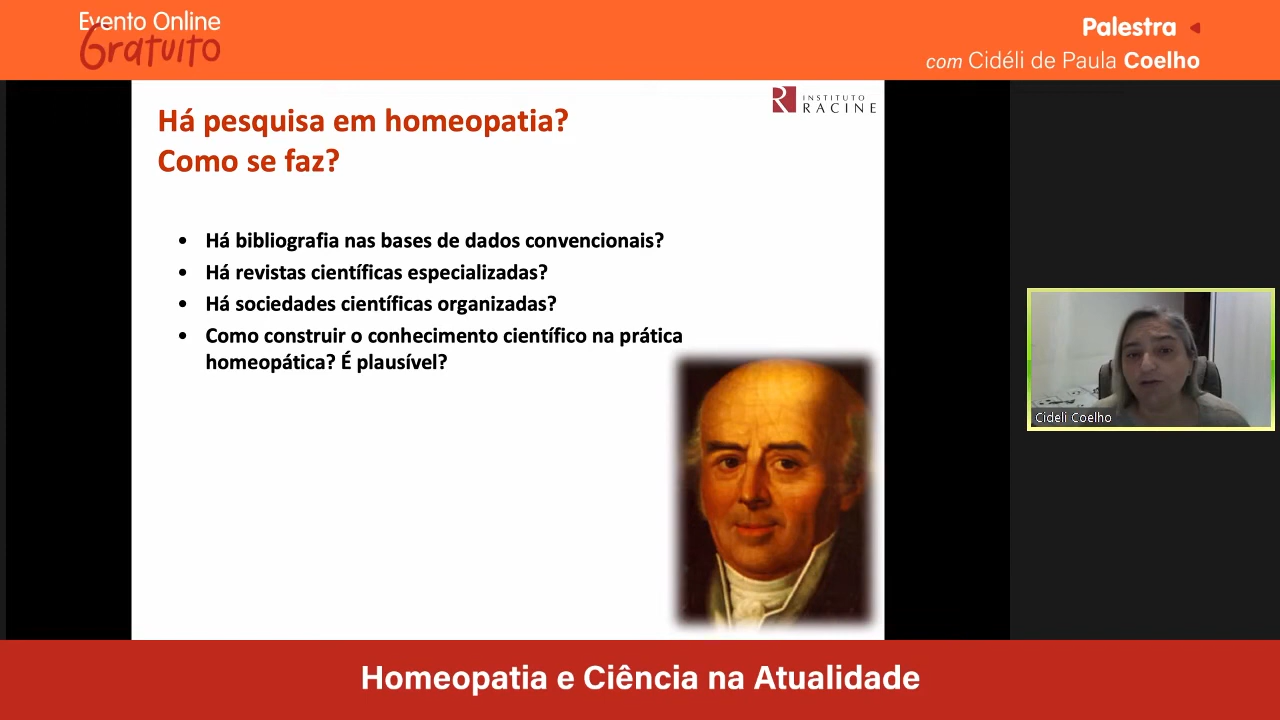 Evento Online
Gratuito
Palestra
com Cidéli de Paula Coelho
INSTITUTO
RACINE
Há pesquisa em homeopatia?
Como se faz?
• Há bibliografia nas bases de dados convencionais?
• Há revistas científicas especializadas?
• Há sociedades científicas organizadas?
• Como construir o conhecimento científico na prática
homeopática? É plausível?
Cideli Coelho
Homeopatia e Ciência na Atualidade